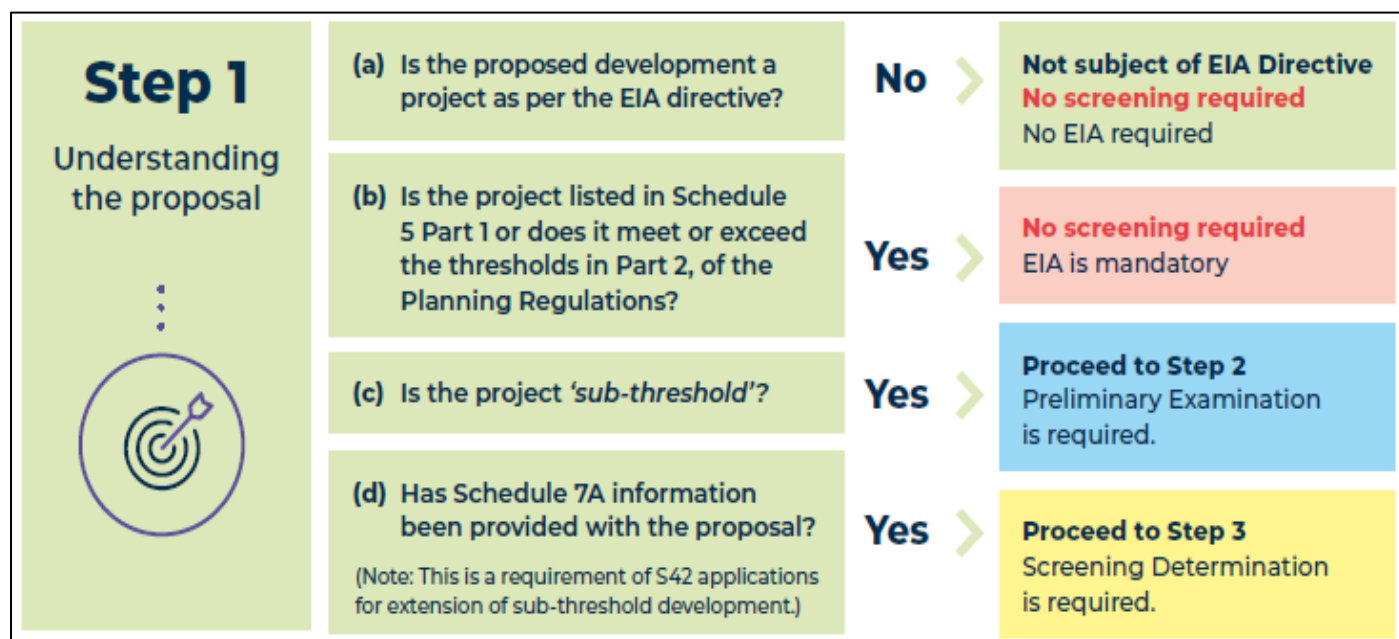 Step 1
Understanding
the proposal
(a) Is the proposed development a
project as per the EIA directive?
No
Not subject of EIA Directive
No screening required
No EIA required
(b) Is the project listed in Schedule
5 Part 1 or does it meet or exceed
the thresholds in Part 2, of the
Planning Regulations?
Yes
No screening required
EIA is mandatory
(c) Is the project ‘sub-threshold’?
Yes
Proceed to Step 2
Preliminary Examination
is required.
(d) Has Schedule 7A information
been provided with the proposal?
(Note: This is a requirement of S42 applications
for extension of sub-threshold development.)
Yes
Proceed to Step 3
Screening Determination
is required.